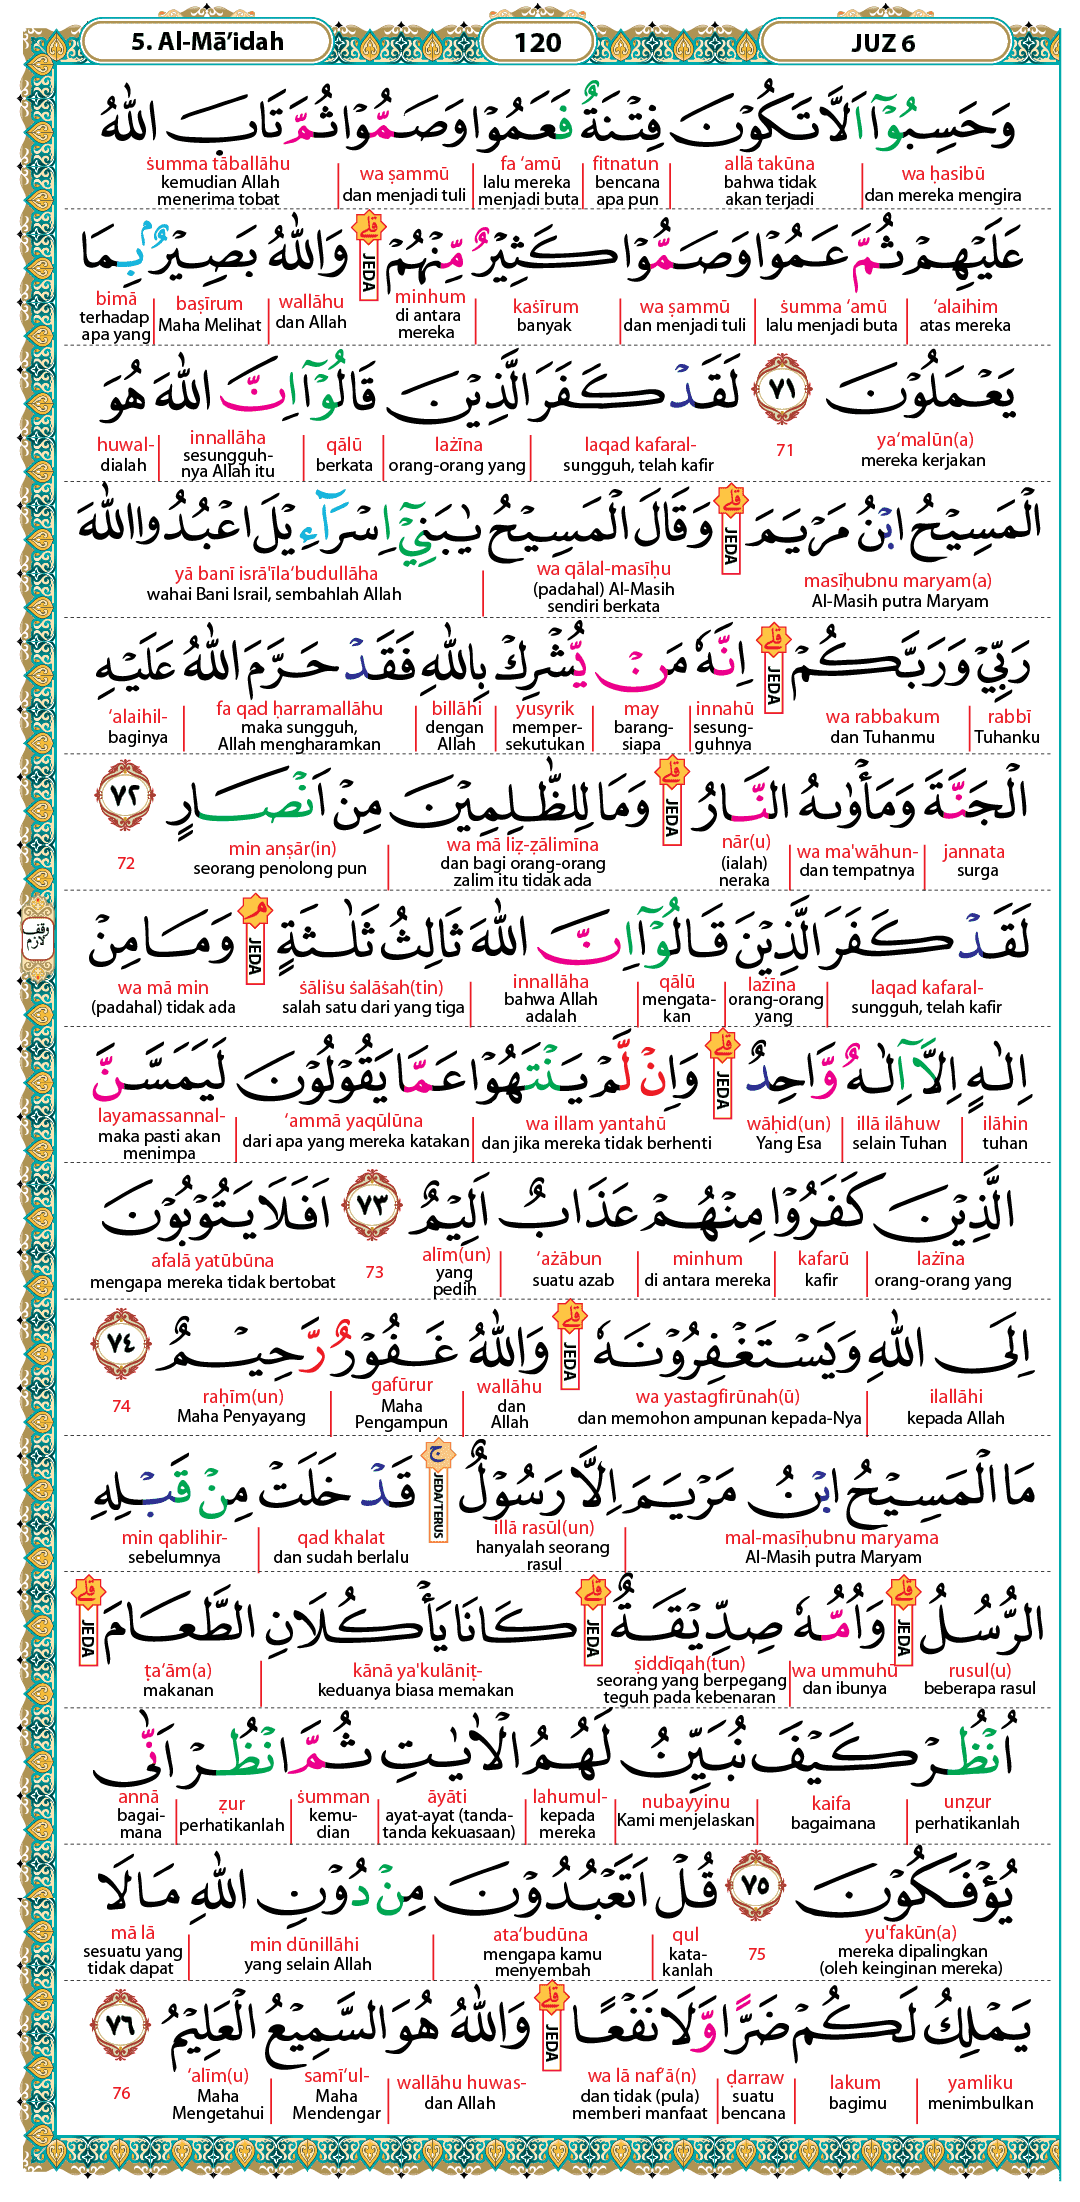 5. Al-Mā’idah 120 JUZ 6
وَحَسِبُوْٓا اَلَّا تَكُوْنَ فِتْنَةٌ فَعَمُوْا وَصَمُّوْا ثُمَّ تَابَ اللّٰهُ
wa ḥasibū allā takūna fitnatun fa ‘amū wa ṣammū ṡumma tāballāhu
dan mereka mengira bahwa tidak akan terjadi bencana apa pun lalu mereka menjadi buta dan menjadi tuli kemudian Allah menerima tobat
عَلَيْهِمْ ثُمَّ عَمُوْا وَصَمُّوْا كَثِيْرٌ مِّنْهُمْ ۗ وَاللّٰهُ بَصِيْرٌۢ بِمَا
JEDA
‘alaihim ṡumma ‘amū wa ṣammū kaṡīrum minhum wallāhu baṣīrum bimā
atas mereka lalu menjadi buta dan menjadi tuli banyak di antara mereka dan Allah Maha Melihat terhadap apa yang
يَعْمَلُوْنَ ٧١ لَقَدْ كَفَرَ الَّذِيْنَ قَالُوْٓا اِنَّ اللّٰهَ هُوَ
ya‘malūn(a) 71 laqad kafaral- lażīna qālū innallāha huwal-
mereka kerjakan sungguh, telah kafir orang-orang yang berkata sesungguh- nya Allah itu dialah
الْمَسِيْحُ ابْنُ مَرْيَمَ ۗ وَقَالَ الْمَسِيْحُ يٰبَنِيْٓ اِسْرَاۤءِيْلَ اعْبُدُوا اللّٰهَ
JEDA
masīḥubnu maryam(a) wa qālal-masīḥu yā banī isrā'īla‘budullāha
Al-Masih putra Maryam (padahal) Al-Masih sendiri berkata wahai Bani Israil, sembahlah Allah
رَبِّيْ وَرَبَّكُمْ ۗ اِنَّهٗ مَنْ يُّشْرِكْ بِاللّٰهِ فَقَدْ حَرَّمَ اللّٰهُ عَلَيْهِ
JEDA
rabbī wa rabbakum innahū may yusyrik billāhi fa qad ḥarramallāhu ‘alaihil-
Tuhanku dan Tuhanmu sesung- guhnya barang- siapa memper- sekutukan dengan Allah maka sungguh, Allah mengharamkan baginya
الْجَنَّةَ وَمَأْوٰىهُ النَّارُ ۗ وَمَا لِلظّٰلِمِيْنَ مِنْ اَنْصَارٍ ٧٢
JEDA
jannata wa ma'wāhun- nār(u) wa mā liẓ-ẓālimīna min anṣār(in) 72
surga dan tempatnya (ialah) neraka dan bagi orang-orang zalim itu tidak ada seorang penolong pun
لَقَدْ كَفَرَ الَّذِيْنَ قَالُوْٓا اِنَّ اللّٰهَ ثَالِثُ ثَلٰثَةٍ ۘ وَمَا مِنْ
JEDA
وقف لازم
laqad kafaral- lażīna qālū innallāha ṡāliṡu ṡalāṡah(tin) wa mā min
sungguh, telah kafir orang-orang yang mengata- kan bahwa Allah adalah salah satu dari yang tiga (padahal) tidak ada
اِلٰهٍ اِلَّآ اِلٰهٌ وَّاحِدٌ ۗ وَاِنْ لَّمْ يَنْتَهُوْا عَمَّا يَقُوْلُوْنَ لَيَمَسَّنَّ
JEDA
ilāhin illā ilāhuw wāḥid(un) wa illam yantahū ‘ammā yaqūlūna layamassannal-
tuhan selain Tuhan Yang Esa dan jika mereka tidak berhenti dari apa yang mereka katakan maka pasti akan menimpa
الَّذِيْنَ كَفَرُوْا مِنْهُمْ عَذَابٌ اَلِيْمٌ ٧٣ اَفَلَا يَتُوْبُوْنَ
lażīna kafarū minhum ‘ażābun alīm(un) 73 afalā yatūbūna
orang-orang yang kafir di antara mereka suatu azab yang pedih mengapa mereka tidak bertobat
اِلَى اللّٰهِ وَيَسْتَغْفِرُوْنَهٗ ۗ وَاللّٰهُ غَفُوْرٌ رَّحِيْمٌ ٧٤
JEDA
ilallāhi wa yastagfirūnah(ū) wallāhu gafūrur raḥīm(un) 74
kepada Allah dan memohon ampunan kepada-Nya dan Allah Maha Pengampun Maha Penyayang
مَا الْمَسِيْحُ ابْنُ مَرْيَمَ اِلَّا رَسُوْلٌ ۚ قَدْ خَلَتْ مِنْ قَبْلِهِ
JEDA/TERUS
mal-masīḥubnu maryama illā rasūl(un) qad khalat min qablihir-
Al-Masih putra Maryam hanyalah seorang rasul dan sudah berlalu sebelumnya
الرُّسُلُ ۗ وَاُمُّهٗ صِدِّيْقَةٌ ۗ كَانَا يَأْكُلَانِ الطَّعَامَ ۗ
JEDA JEDA JEDA
rusul(u) wa ummuhū ṣiddīqah(tun) kānā ya'kulāniṭ- ṭa‘ām(a)
beberapa rasul dan ibunya seorang yang berpegang teguh pada kebenaran keduanya biasa memakan makanan
اُنْظُرْ كَيْفَ نُبَيِّنُ لَهُمُ الْاٰيٰتِ ثُمَّ انْظُرْ اَنّٰى
unẓur kaifa nubayyinu lahumul- āyāti ṡumman ẓur annā
perhatikanlah bagaimana Kami menjelaskan kepada mereka ayat-ayat (tanda- tanda kekuasaan) kemu- dian perhatikanlah bagai- mana
يُؤْفَكُوْنَ ٧٥ قُلْ اَتَعْبُدُوْنَ مِنْ دُوْنِ اللّٰهِ مَا لَا
yu'fakūn(a) 75 qul ata‘budūna min dūnillāhi mā lā
mereka dipalingkan (oleh keinginan mereka) kata- kanlah mengapa kamu menyembah yang selain Allah sesuatu yang tidak dapat
يَمْلِكُ لَكُمْ ضَرًّا وَّلَا نَفْعًا ۗ وَاللّٰهُ هُوَ السَّمِيْعُ الْعَلِيْمُ ٧٦
JEDA
yamliku lakum ḍarraw wa lā naf‘ā(n) wallāhu huwas- samī‘ul- ‘alīm(u) 76
menimbulkan bagimu suatu bencana dan tidak (pula) memberi manfaat dan Allah Maha Mendengar Maha Mengetahui